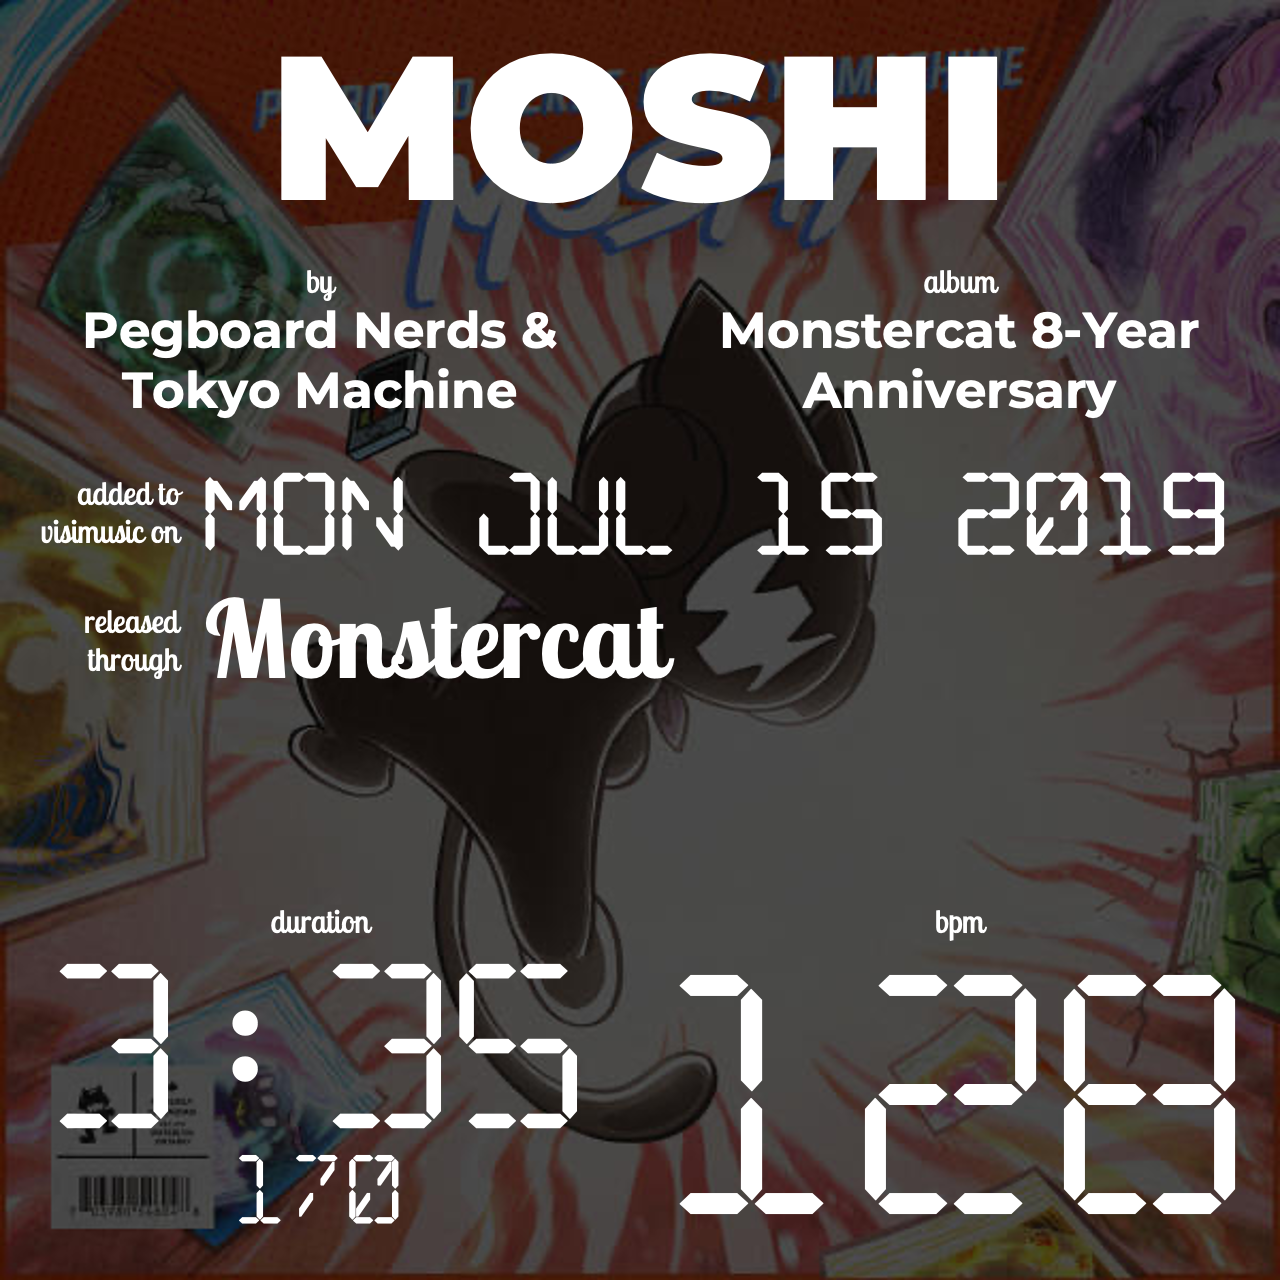 MOSHI
by
Pegboard Nerds &
Tokyo Machine
album
Monstercat 8-Year
Anniversary
added to
visimusic on
MON JUL 15 2019
released
through
Monstercat
duration
3:35
170
bpm
128